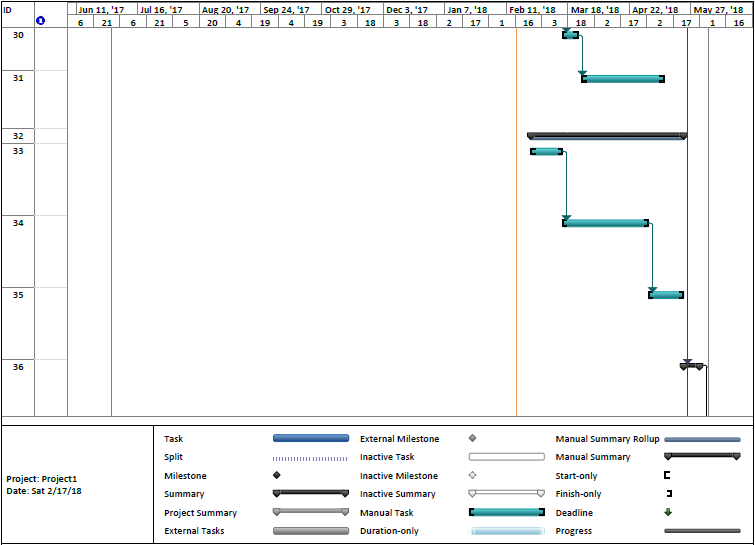 ID
Jun 11, '17 Jul 16, '17 Aug 20, '17 Sep 24, '17 Oct 29, '17 Dec 3, '17 Jan 7, '18 Feb 11, '18 Mar 18, '18 Apr 22, '18 May 27, '18
6 21 6 21 5 20 4 19 4 19 3 18 3 18 2 17 1 16 3 18 2 17 2 17 1 16
30
31
32
33
34
35
36
Project: Project1
Date: Sat 2/17/18
Task External Milestone Manual Summary Rollup
Split Inactive Task Manual Summary
Milestone Inactive Milestone Start-only
Summary Inactive Summary Finish-only
Project Summary Manual Task Deadline
External Tasks Duration-only Progress